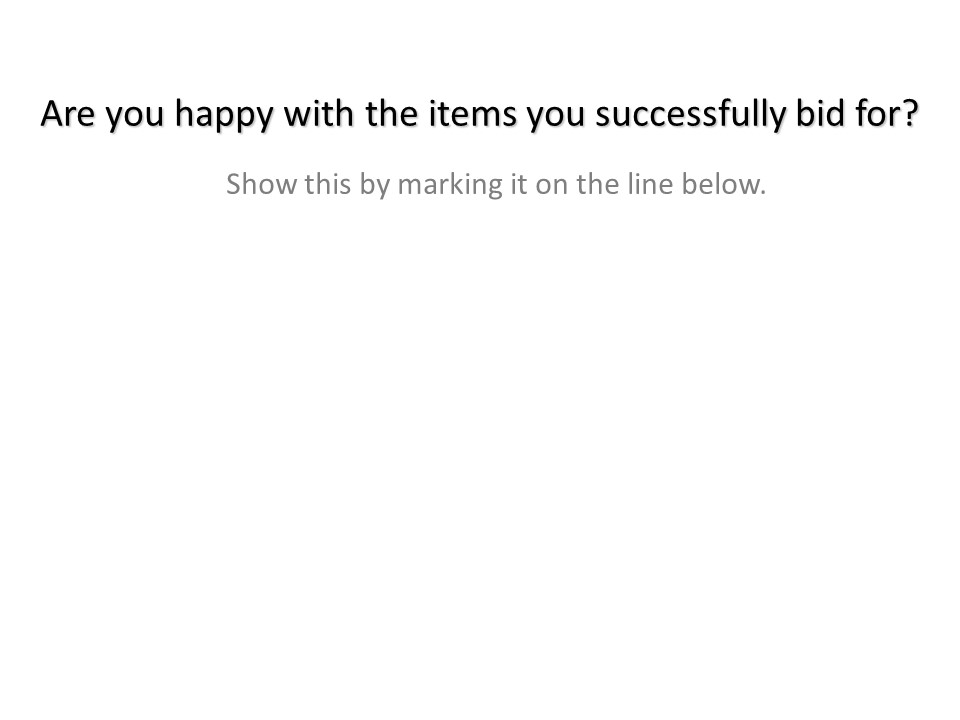 Are you happy with the items you successfully bid for?
Show this by marking it on the line below.